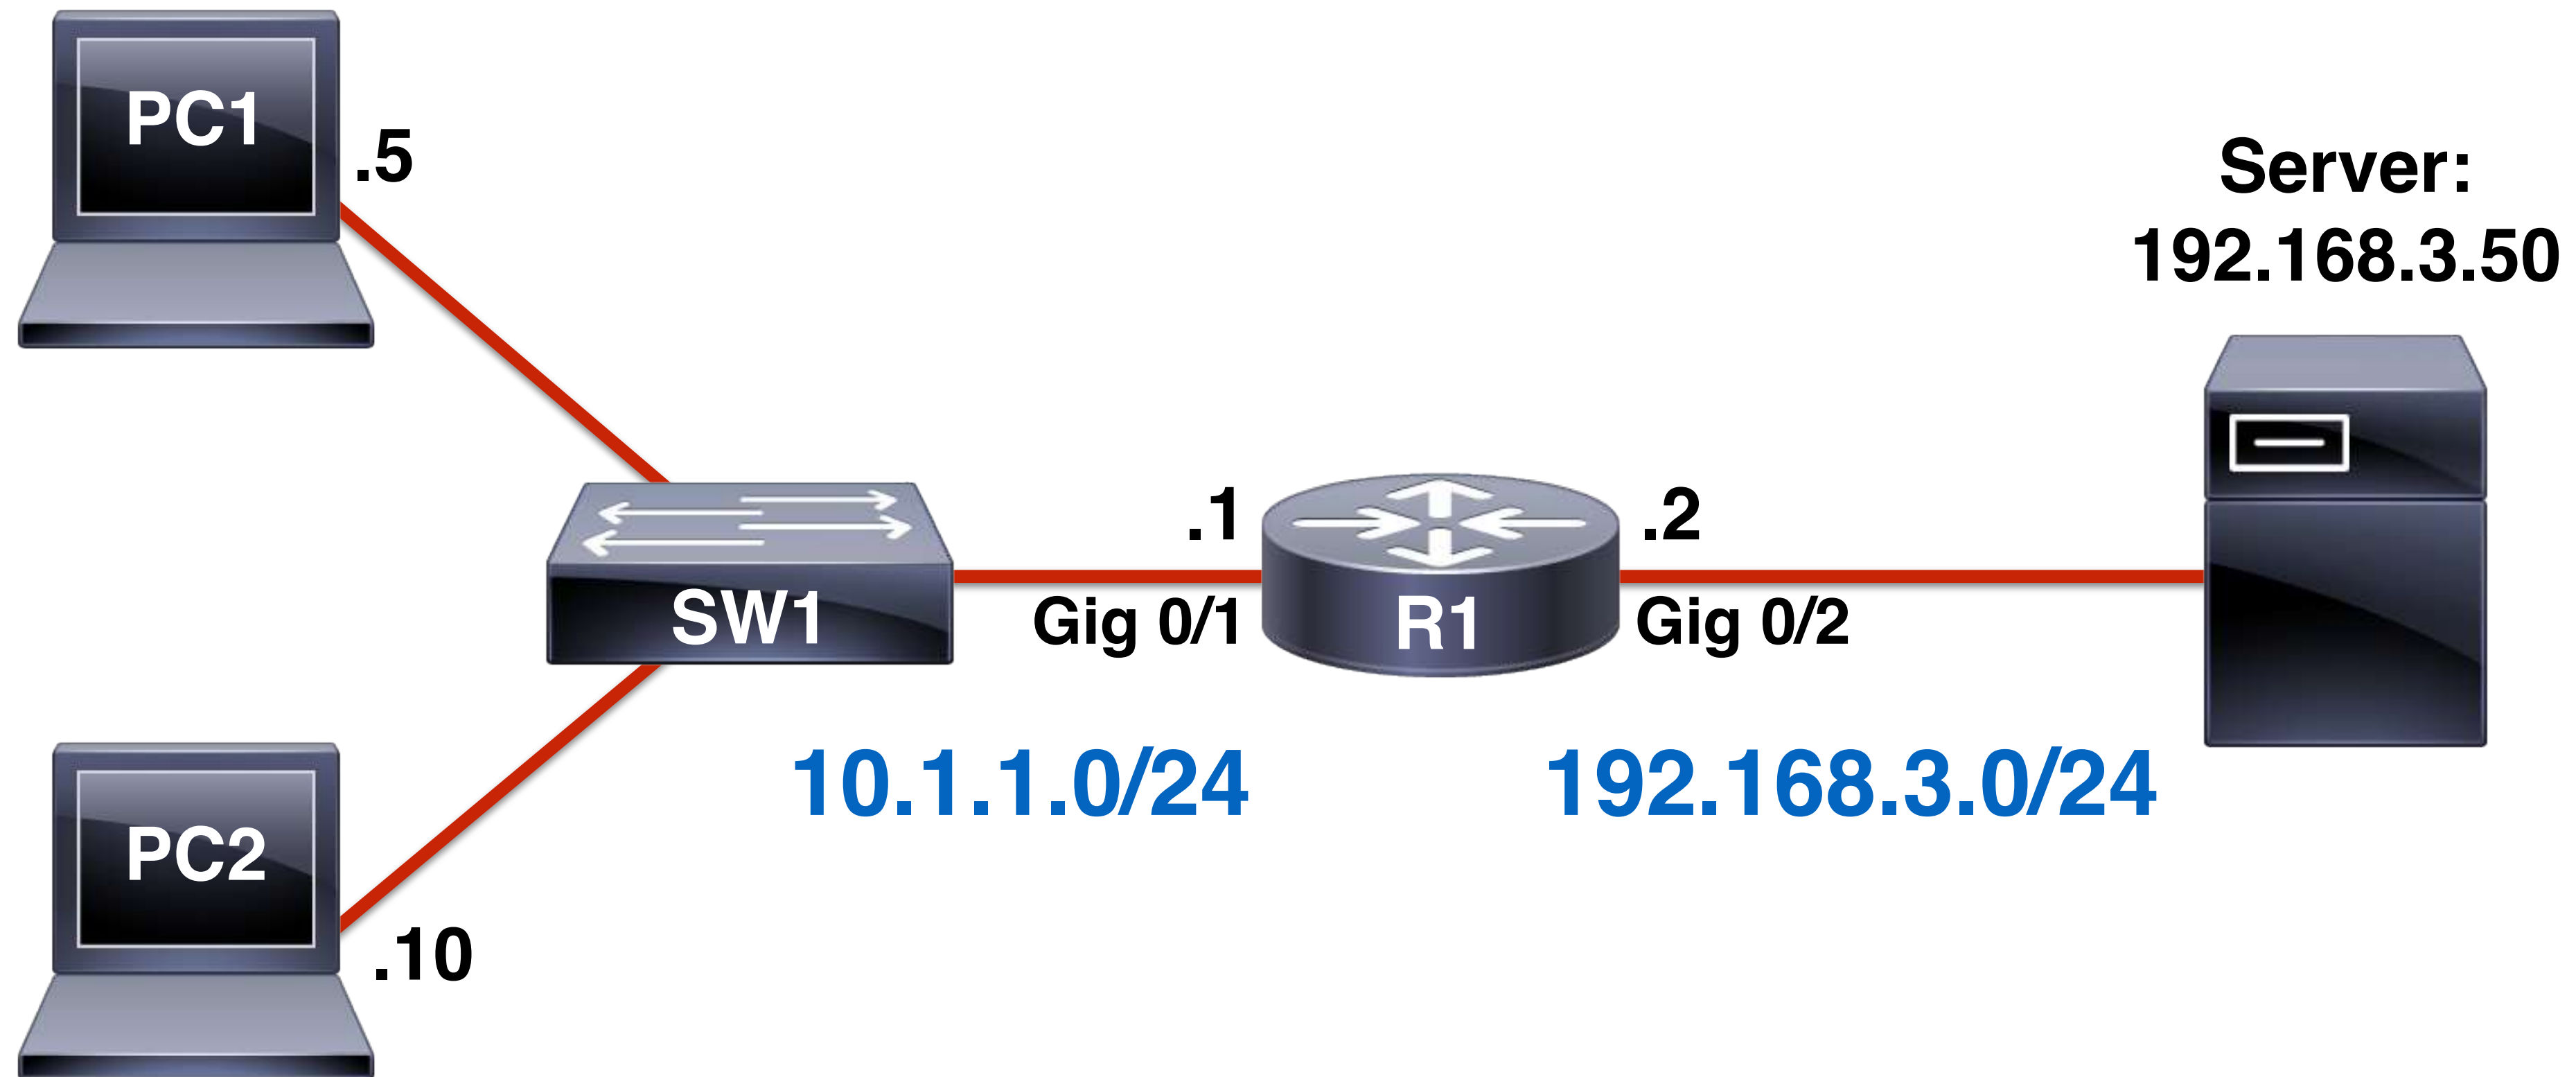 PC1
.5
Server:
192.168.3.50
.1
.2
SW1
Gig 0/1
R1
Gig 0/2
10.1.1.0/24
192.168.3.0/24
PC2
.10